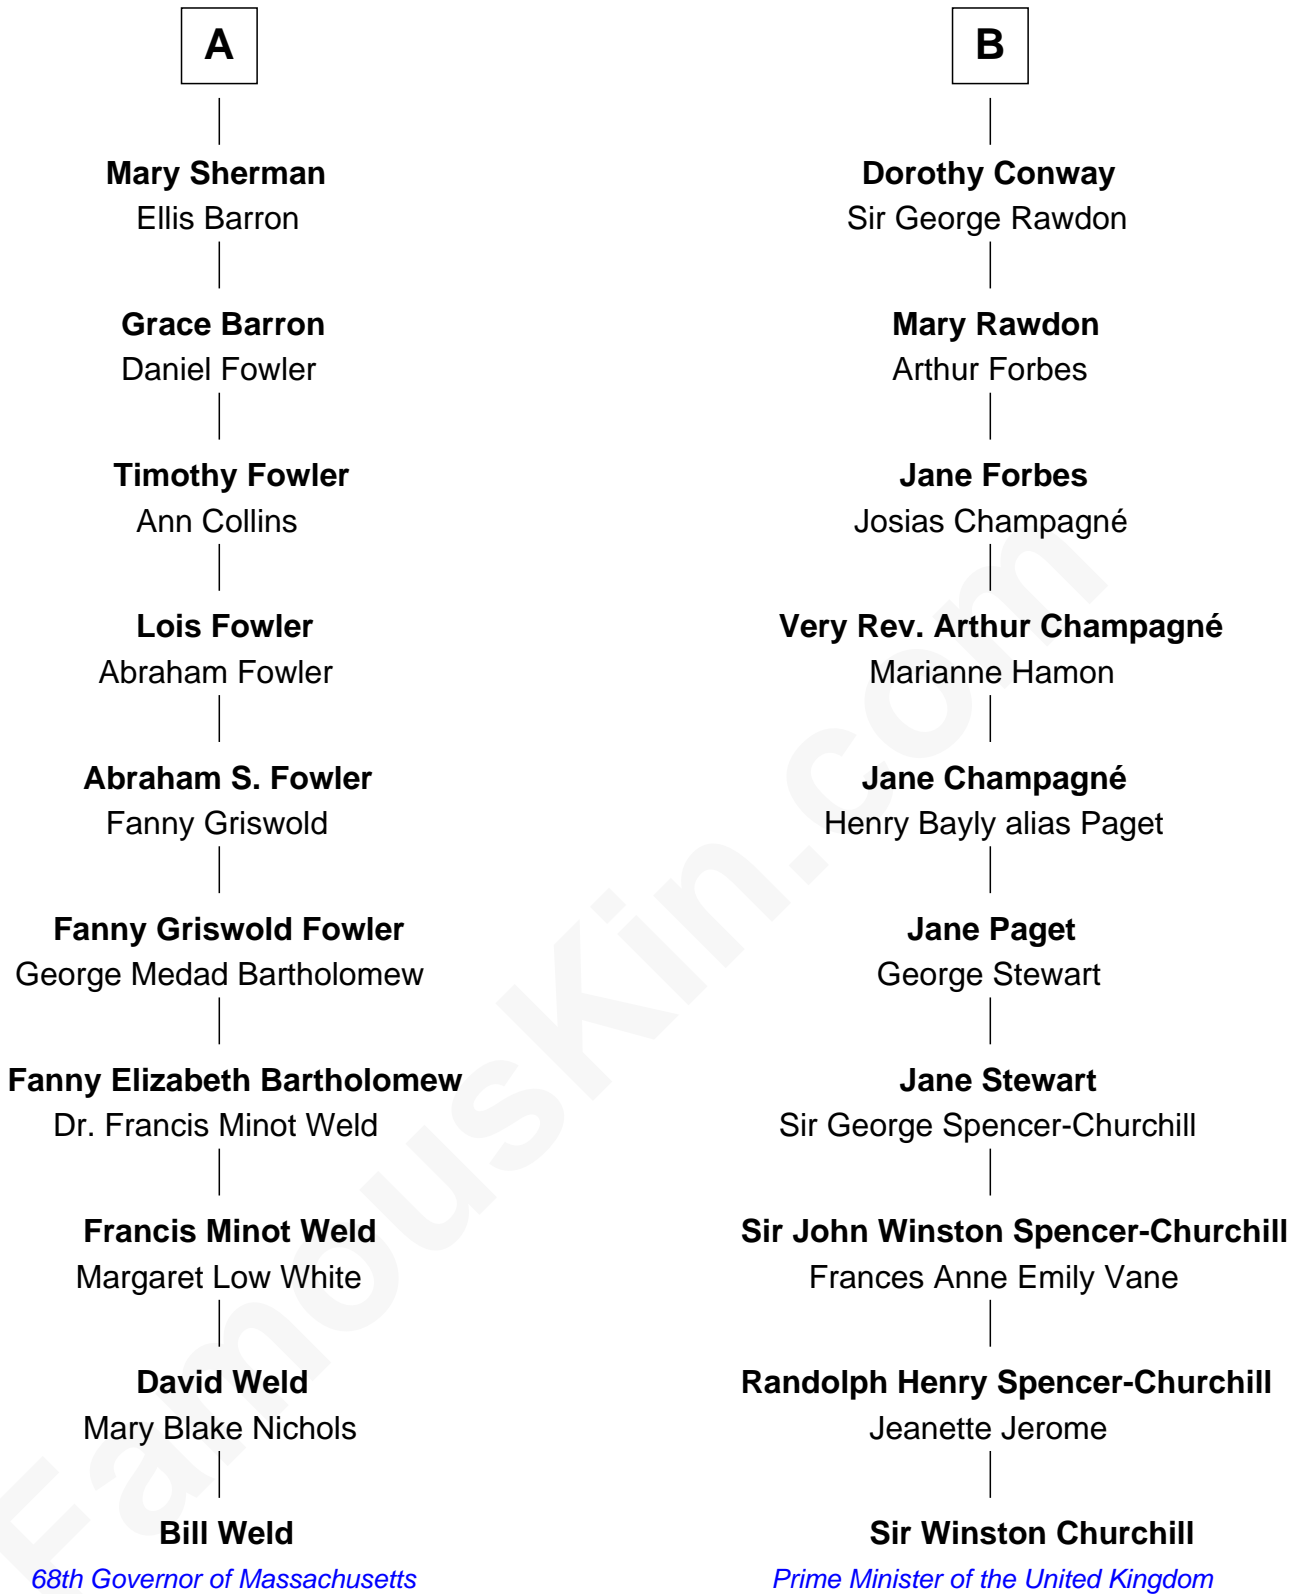 A
Mary Sherman
Ellis Barron
Grace Barron
Daniel Fowler
Timothy Fowler
Ann Collins
Lois Fowler
Abraham Fowler
Abraham S. Fowler
Fanny Griswold
Fanny Griswold Fowler
George Medad Bartholomew
Fanny Elizabeth Bartholomew
Dr. Francis Minot Weld
Francis Minot Weld
Margaret Low White
David Weld
Mary Blake Nichols
Bill Weld
68th Governor of Massachusetts
B
Dorothy Conway
Sir George Rawdon
Mary Rawdon
Arthur Forbes
Jane Forbes
Josias Champagné
Very Rev. Arthur Champagné
Marianne Hamon
Jane Champagné
Henry Bayly alias Paget
Jane Paget
George Stewart
Jane Stewart
Sir George Spencer-Churchill
Sir John Winston Spencer-Churchill
Frances Anne Emily Vane
Randolph Henry Spencer-Churchill
Jeanette Jerome
Sir Winston Churchill
Prime Minister of the United Kingdom
FamousKin.com